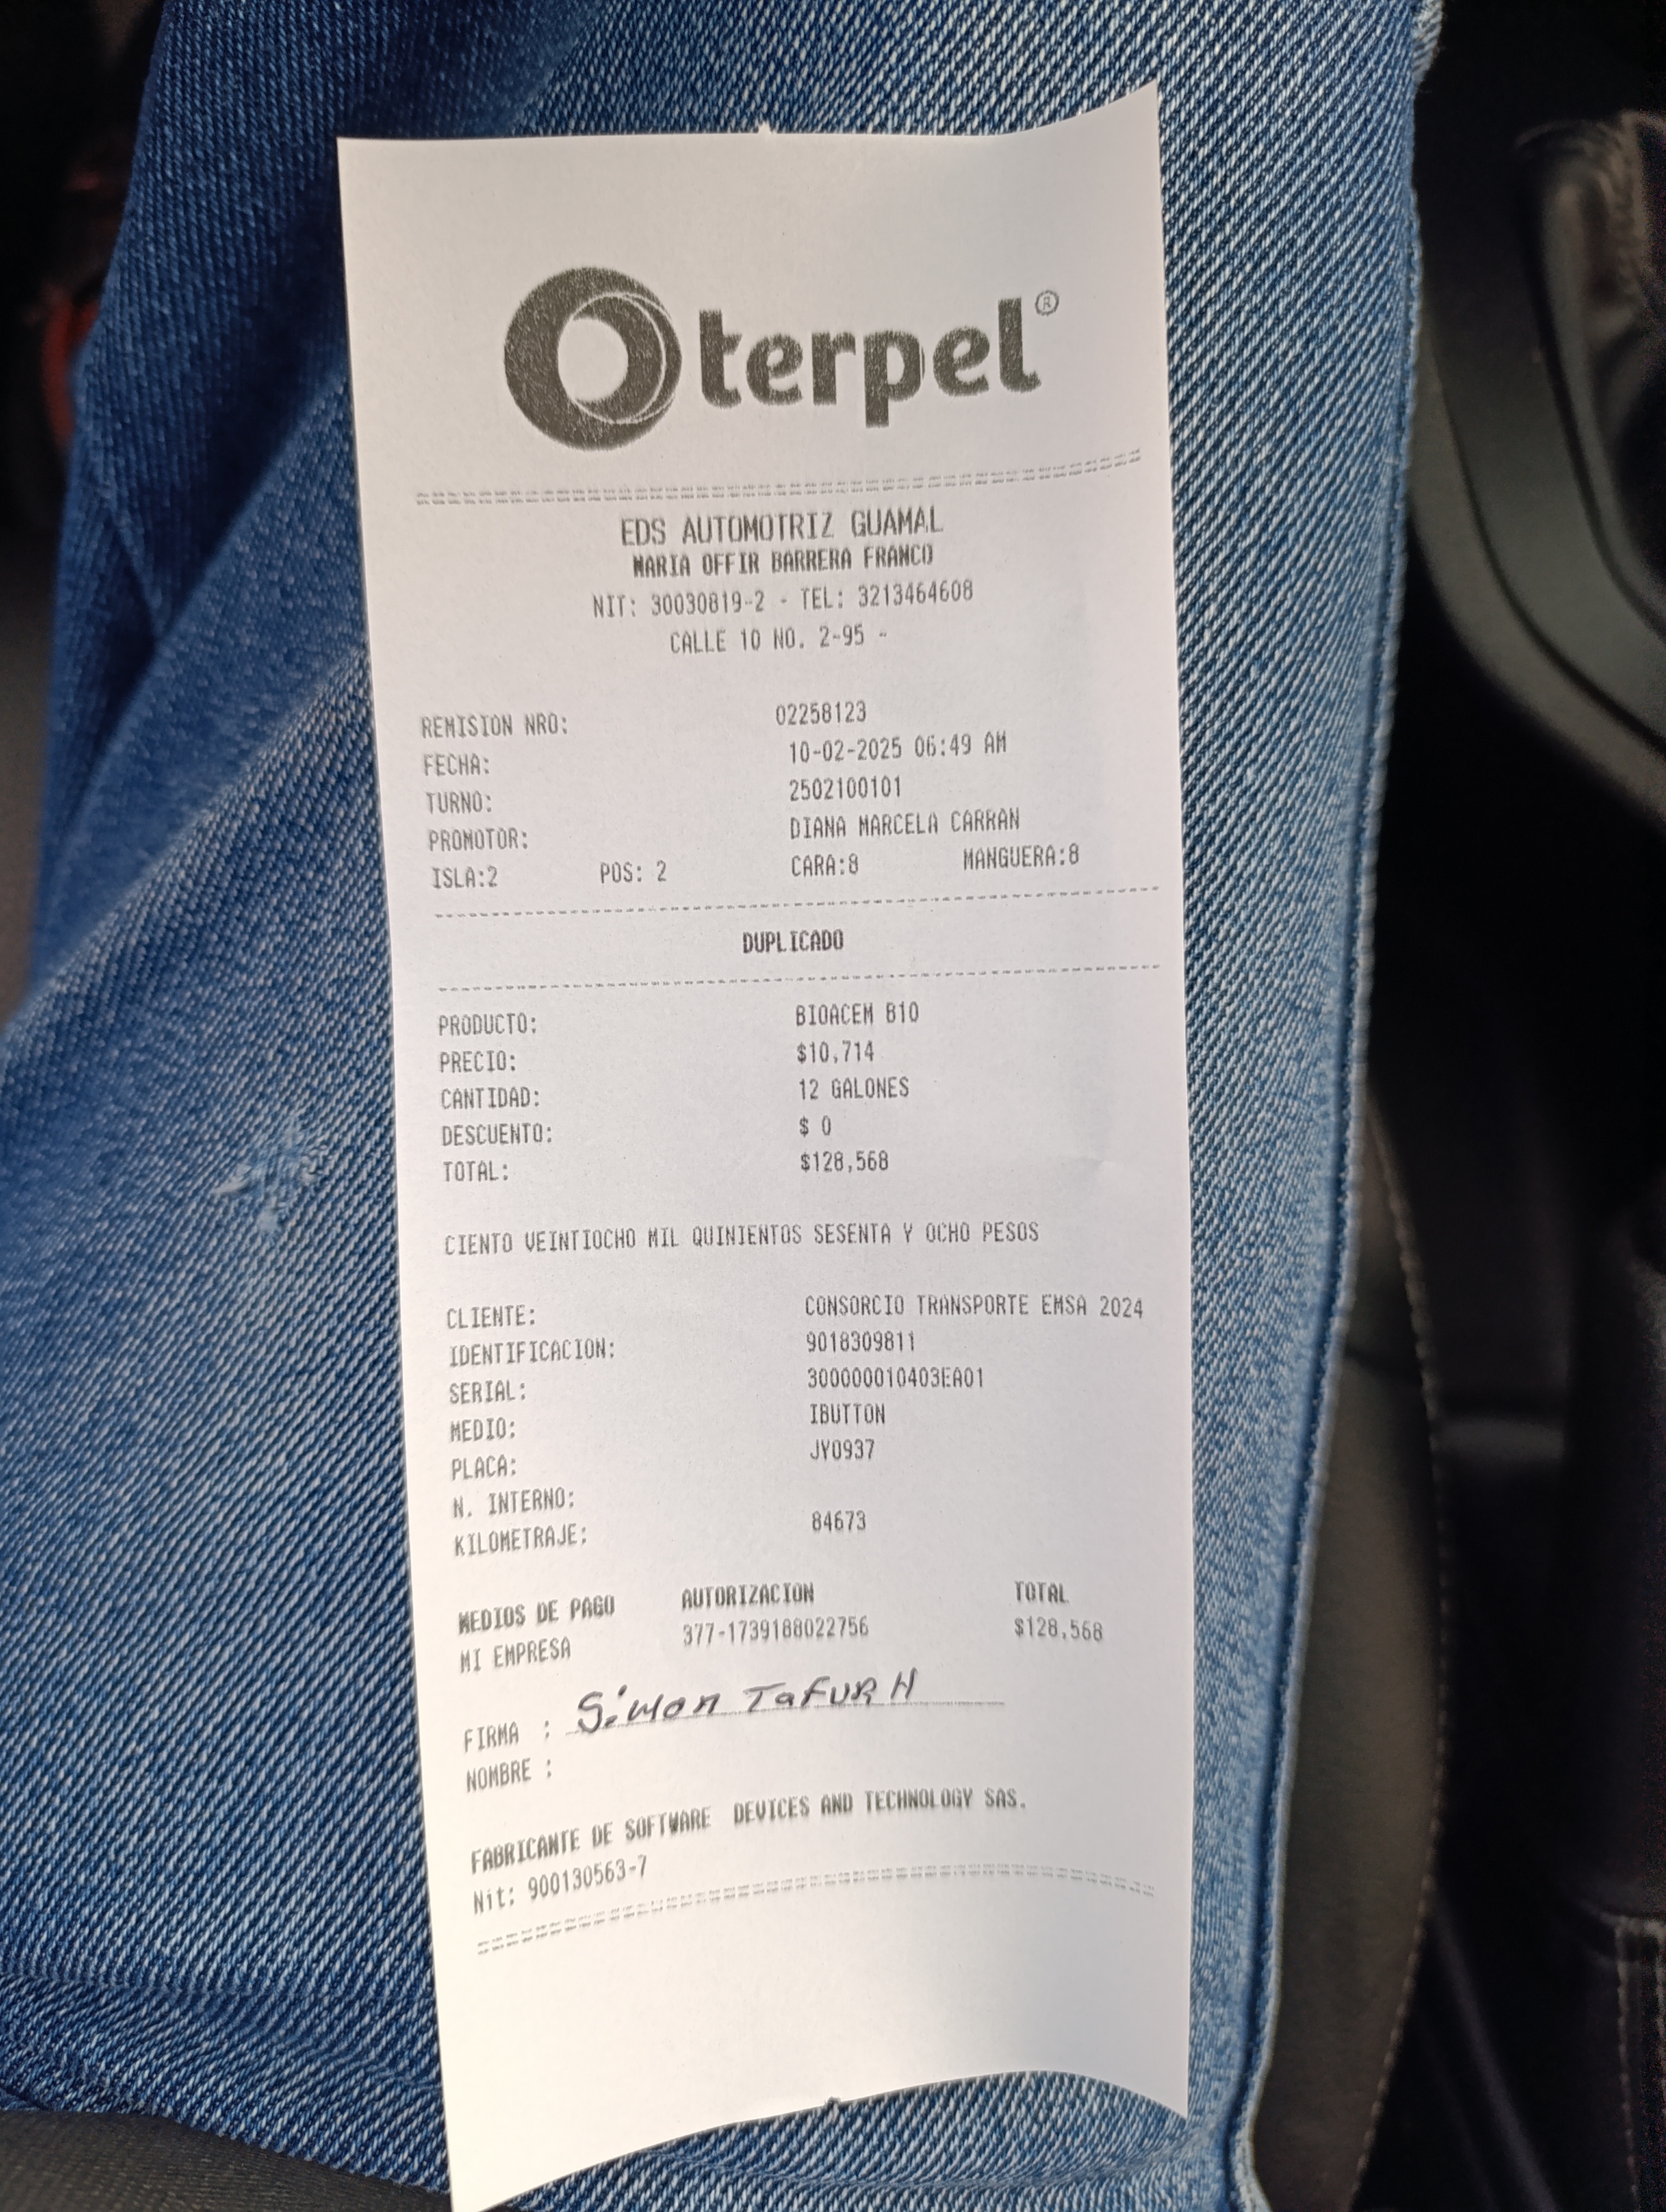 terpel®
EDS AUTOMOTRIZ GUAMAL
MARIA OFFIR BARRERA FRANCO
NIT: 30030819-2 - TEL: 3213464608
CALLE 10 NO. 2-95 -
REMISION NRO: 02258123
FECHA: 10-02-2025 06:49 AM
TURNO: 2502100101
PROMOTOR: DIANA MARCELA CARRAN
ISLA:2 POS: 2 CARA:8 MANGUERA:8
DUPLICADO
PRODUCTO: BIOACEM B10
PRECIO: $10,714
CANTIDAD: 12 GALONES
DESCUENTO: $ 0
TOTAL: $128,568
CIENTO VEINTIOCHO MIL QUINIENTOS SESENTA Y OCHO PESOS
CLIENTE: CONSORCIO TRANSPORTE EMSA 2024
IDENTIFICACION: 9018309811
SERIAL: 300000010403EA01
MEDIO: IBUTTON
PLACA: JYO937
N. INTERNO:
KILOMETRAJE: 84673
MEDIOS DE PAGO AUTORIZACION TOTAL
MI EMPRESA 377-1739188022756 $128,568
FIRMA : Simon TaFUR H
NOMBRE :
FABRICANTE DE SOFTWARE DEVICES AND TECHNOLOGY SAS.
Nit: 900130563-7